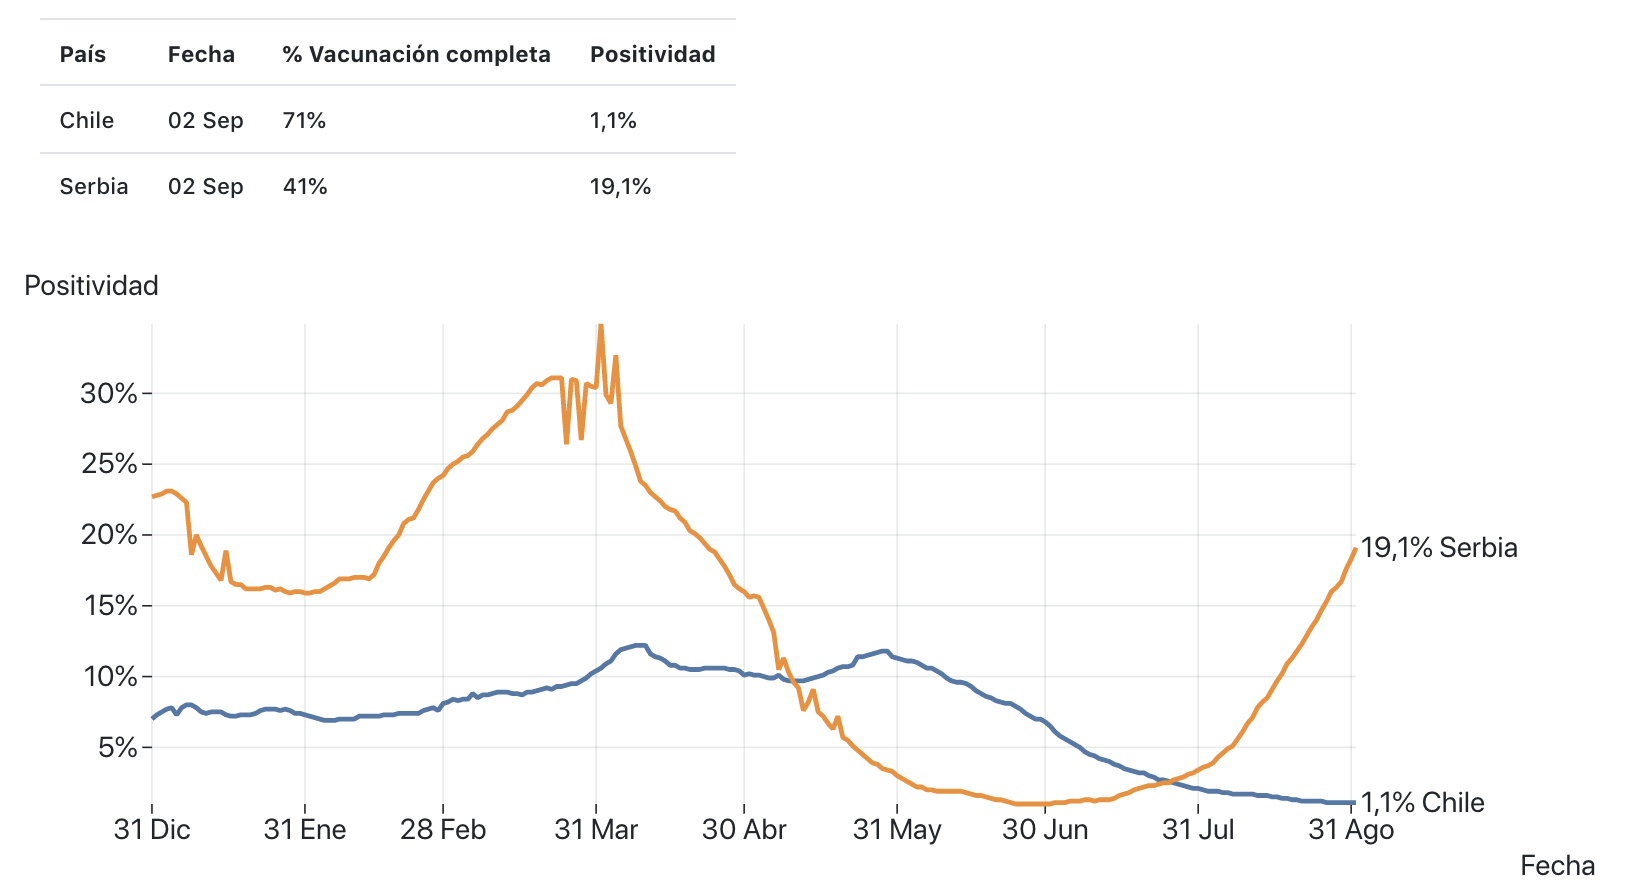 País Fecha % Vacunación completa Positividad
Chile 02 Sep 71% 1,1%
Serbia 02 Sep 41% 19,1%
Positividad
30%
25%
20%
15%
10%
5%
19,1% Serbia
1,1% Chile
31 Dic 31 Ene 28 Feb 31 Mar 30 Abr 31 May 30 Jun 31 Jul 31 Ago
Fecha